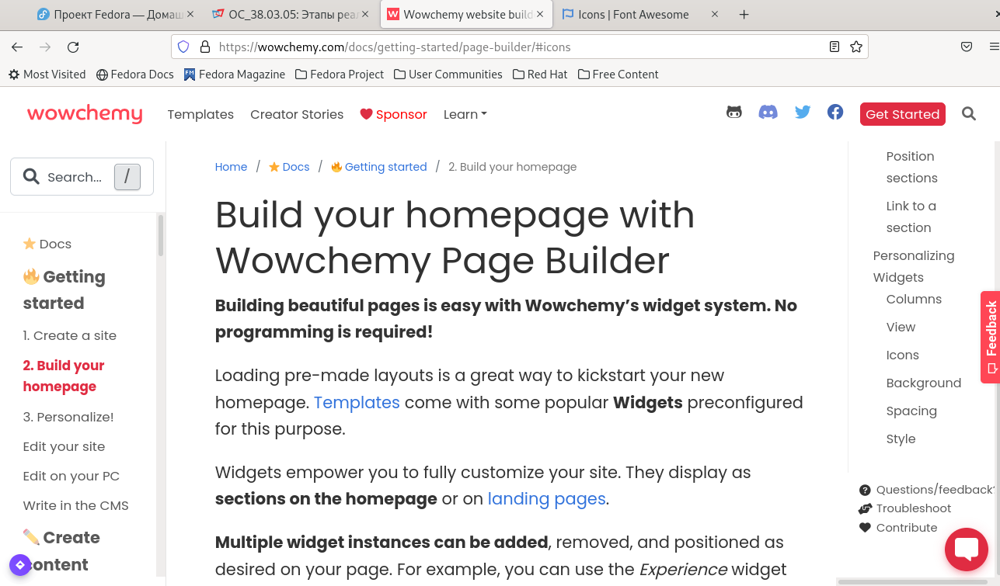 Проект Fedora — Домаш
ОС_38.03.05: Этапы реал
Wowchemy website build
Icons | Font Awesome
https://wowchemy.com/docs/getting-started/page-builder/#icons
Most Visited Fedora Docs Fedora Magazine Fedora Project User Communities Red Hat Free Content
wowchemy Templates Creator Stories Sponsor Learn Get Started
Search... /
Docs
Getting
started
1. Create a site
2. Build your
homepage
3. Personalize!
Edit your site
Edit on your PC
Write in the CMS
Create
content
Home / Docs / Getting started / 2. Build your homepage
Build your homepage with
Wowchemy Page Builder
Building beautiful pages is easy with Wowchemy’s widget system. No
programming is required!
Loading pre-made layouts is a great way to kickstart your new
homepage. Templates come with some popular Widgets preconfigured
for this purpose.
Widgets empower you to fully customize your site. They display as
sections on the homepage or on landing pages.
Multiple widget instances can be added, removed, and positioned as
desired on your page. For example, you can use the Experience widget
Position
sections
Link to a
section
Personalizing
Widgets
Columns
View
Icons
Background
Spacing
Style
Questions/feedback?
Troubleshoot
Contribute
Feedback